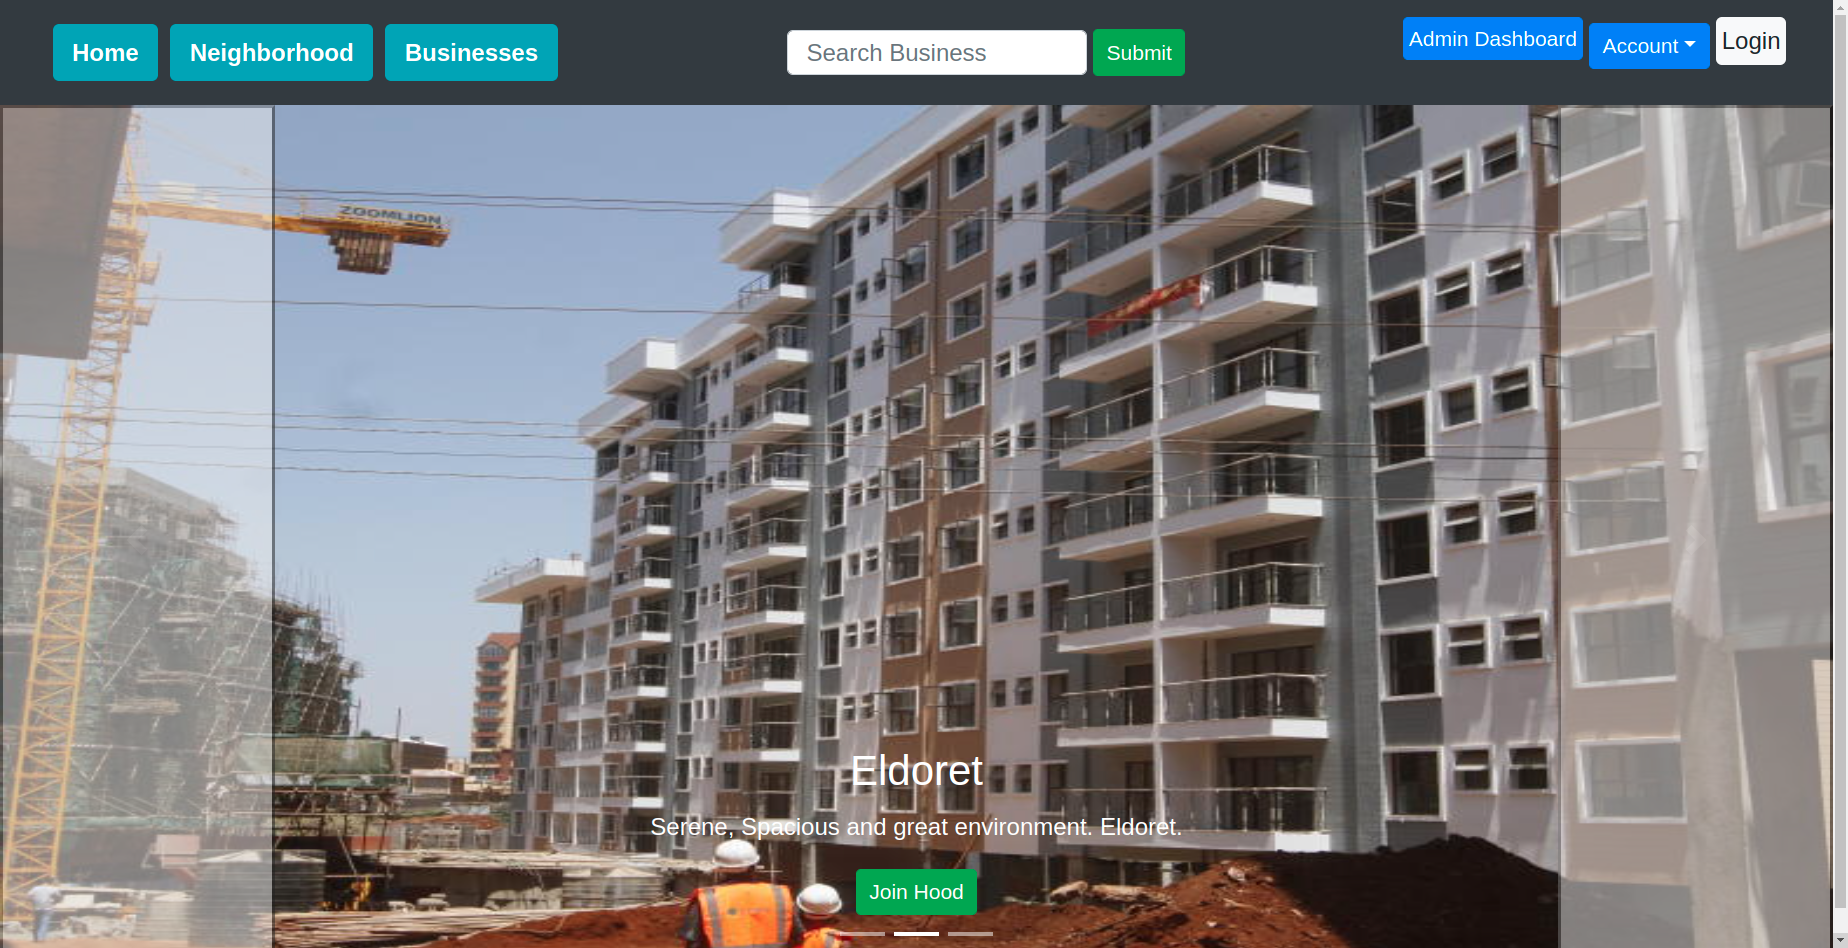 Home
Neighborhood
Businesses
Search Business
Submit
Admin Dashboard
Account
Login
ZOOMLION
Eldoret
Serene, Spacious and great environment. Eldoret.
Join Hood